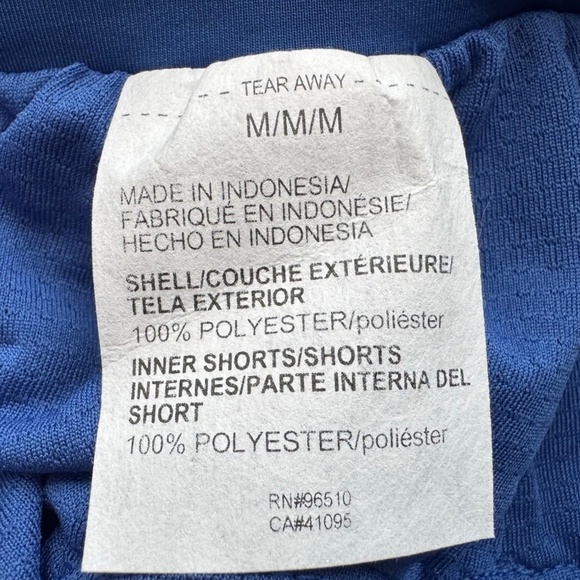 TEAR AWAY
M/M/M
MADE IN INDONESIA/
FABRIQUÉ EN INDONÉSIE/
HECHO EN INDONESIA
SHELL/COUCHE EXTÉRIEURE/
TELA EXTERIOR
100% POLYESTER/poliéster
INNER SHORTS/SHORTS
INTERNES/PARTE INTERNA DEL
SHORT
100% POLYESTER/poliéster
RN#96510
CA#41095